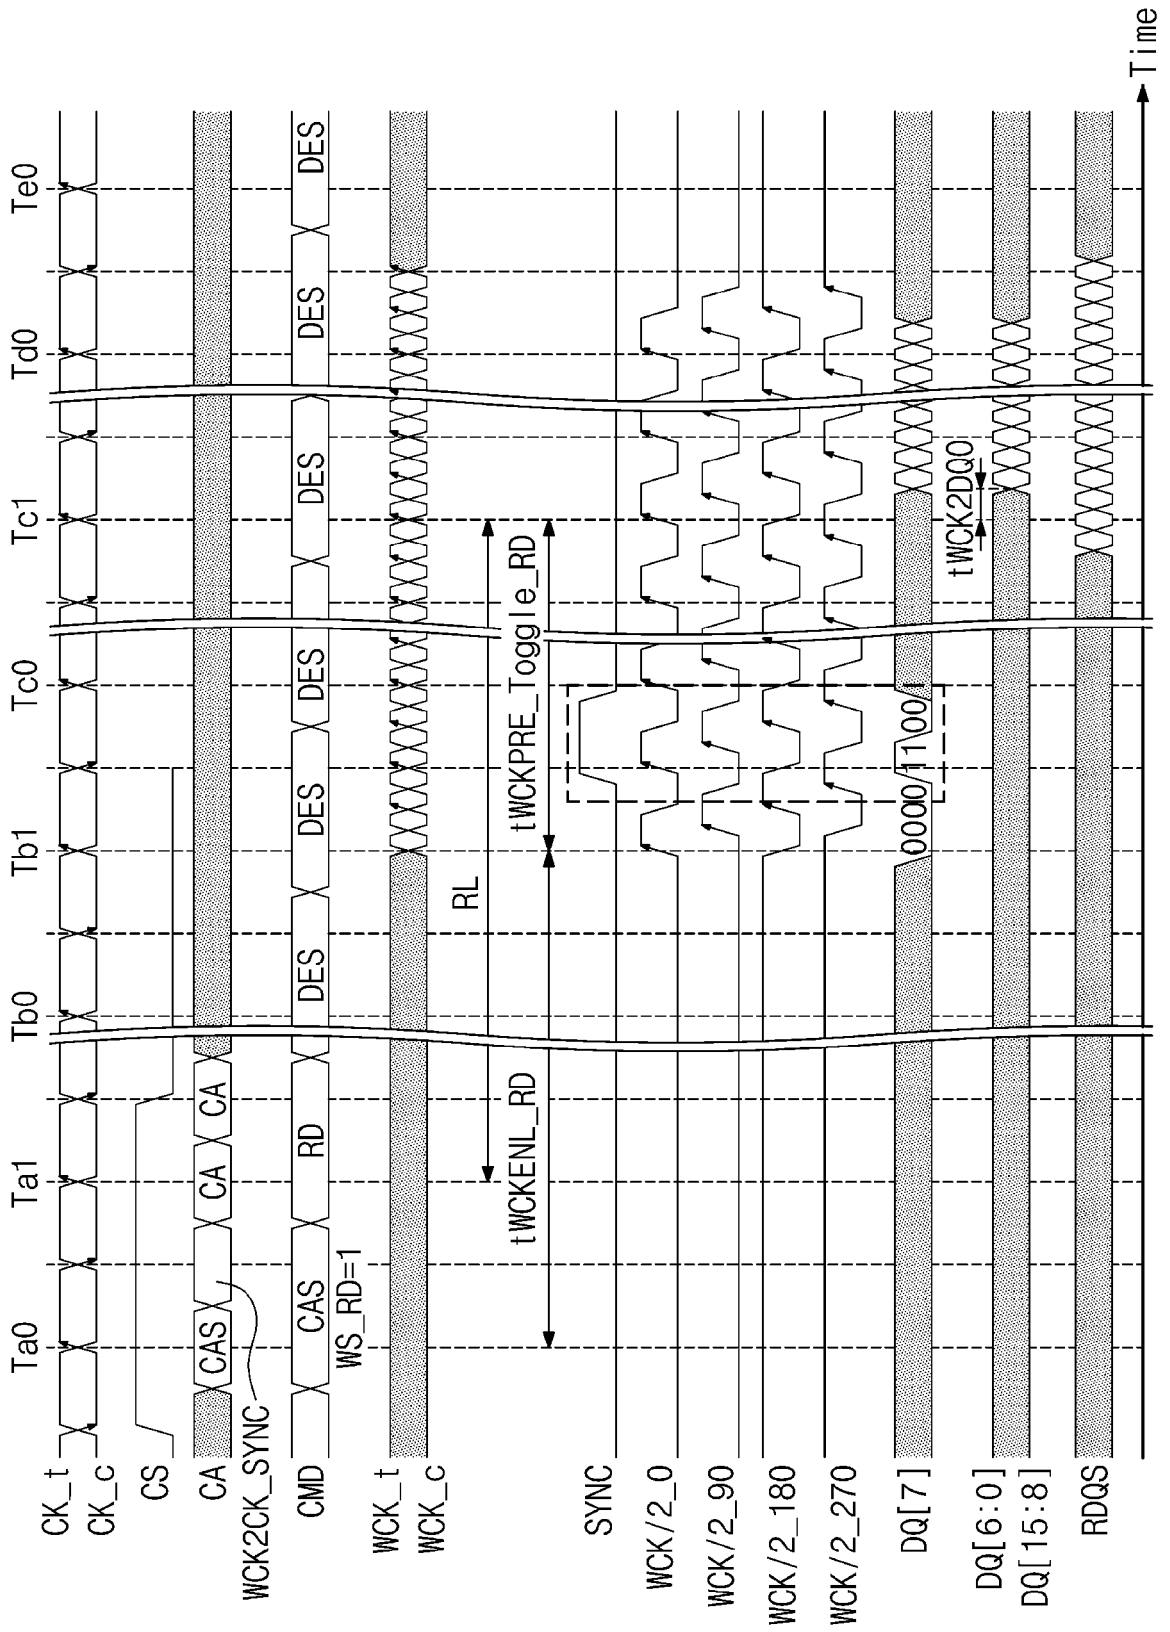 Ta0 Ta1 Tb0 Tb1 Tc0 Tc1 Td0 Te0
CK_t
CK_c
CS
CA CAS CA CA
WCK2CK_SYNC
CMD CAS RD DES DES DES DES DES DES
WS_RD=1
WCK_t
WCK_c
RL
tWCKENL_RD tWCKPRE_Toggle_RD
SYNC
WCK/2_0
WCK/2_90
WCK/2_180
WCK/2_270
DQ[7] 0000 1100
tWCK2DQ0
DQ[6:0]
DQ[15:8]
RDQS
Time